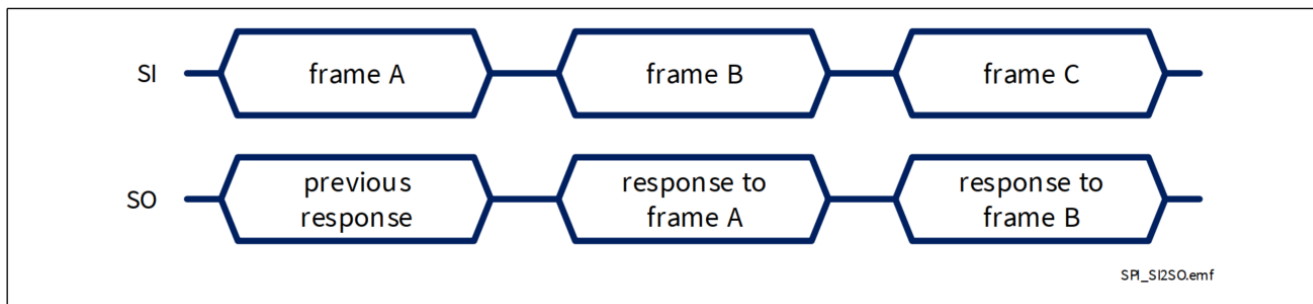 SI
frame A
frame B
frame C
SO
previous
response
response to
frame A
response to
frame B
SPI_SI2SO.emf